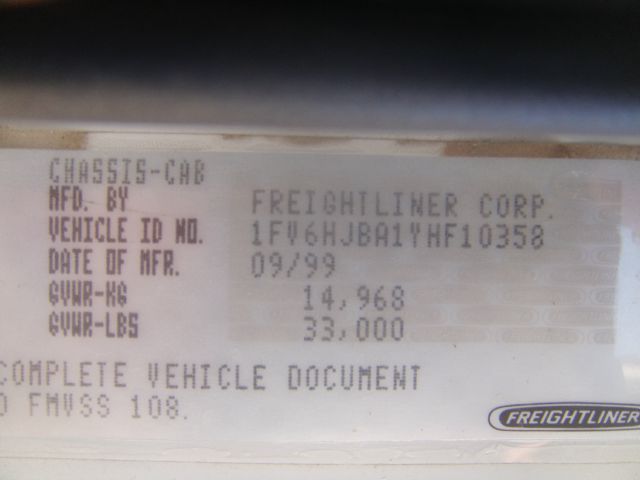 CHASSIS-CAB
MFD. BY FREIGHTLINER CORP.
VEHICLE ID NO. 1FV6HJBA1YHF10358
DATE OF MFR. 09/99
GVWR-KG 14,968
GVWR-LBS 33,000
COMPLETE VEHICLE DOCUMENT
FMVSS 108.
FREIGHTLINER